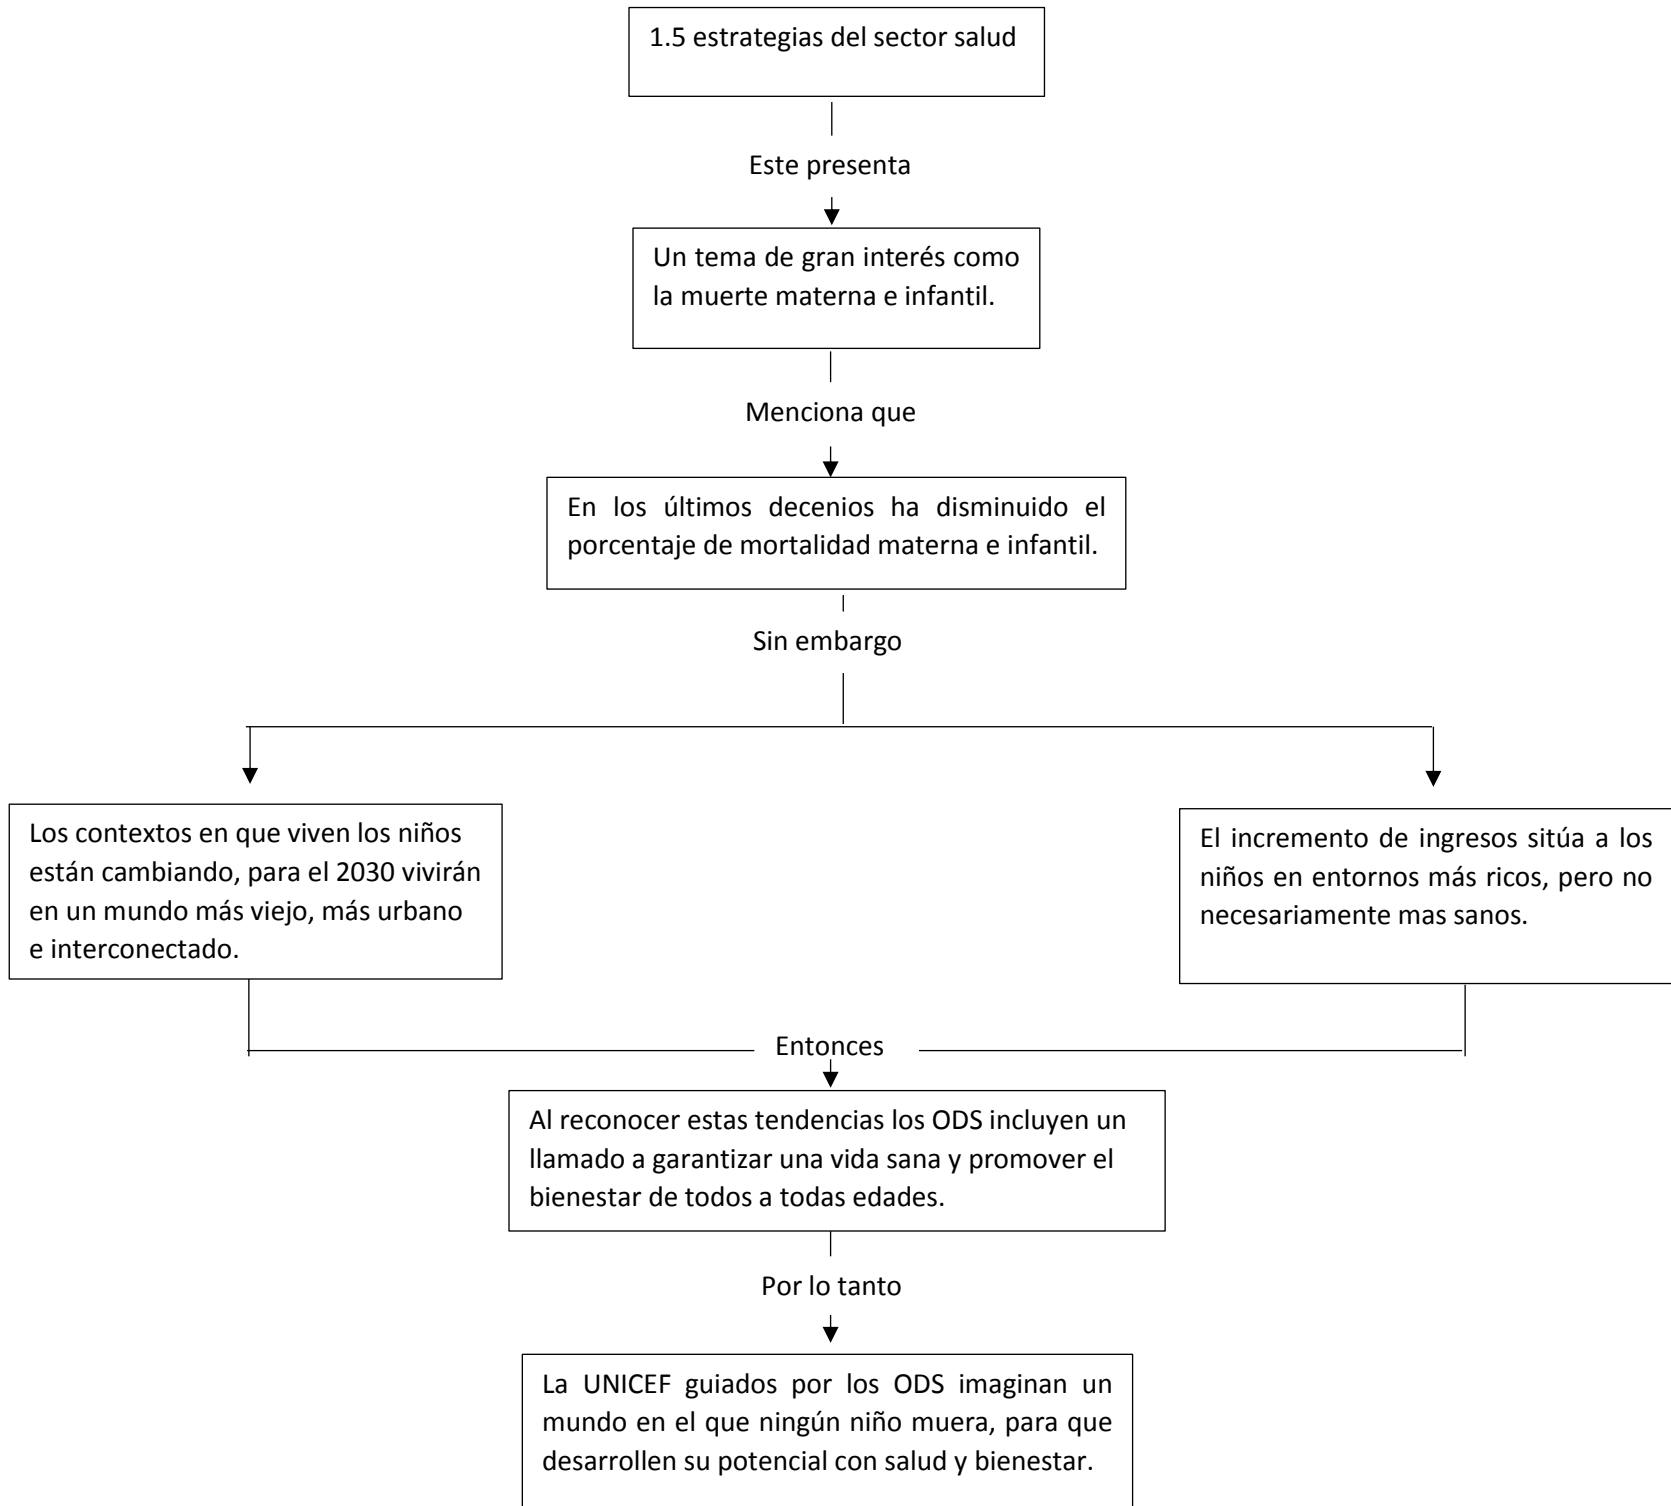 1.5 estrategias del sector salud
Este presenta
Un tema de gran interés como
la muerte materna e infantil.
Menciona que
En los últimos decenios ha disminuido el
porcentaje de mortalidad materna e infantil.
Sin embargo
Los contextos en que viven los niños
están cambiando, para el 2030 vivirán
en un mundo más viejo, más urbano
e interconectado.
El incremento de ingresos sitúa a los
niños en entornos más ricos, pero no
necesariamente mas sanos.
Entonces
Al reconocer estas tendencias los ODS incluyen un
llamado a garantizar una vida sana y promover el
bienestar de todos a todas edades.
Por lo tanto
La UNICEF guiados por los ODS imaginan un
mundo en el que ningún niño muera, para que
desarrollen su potencial con salud y bienestar.